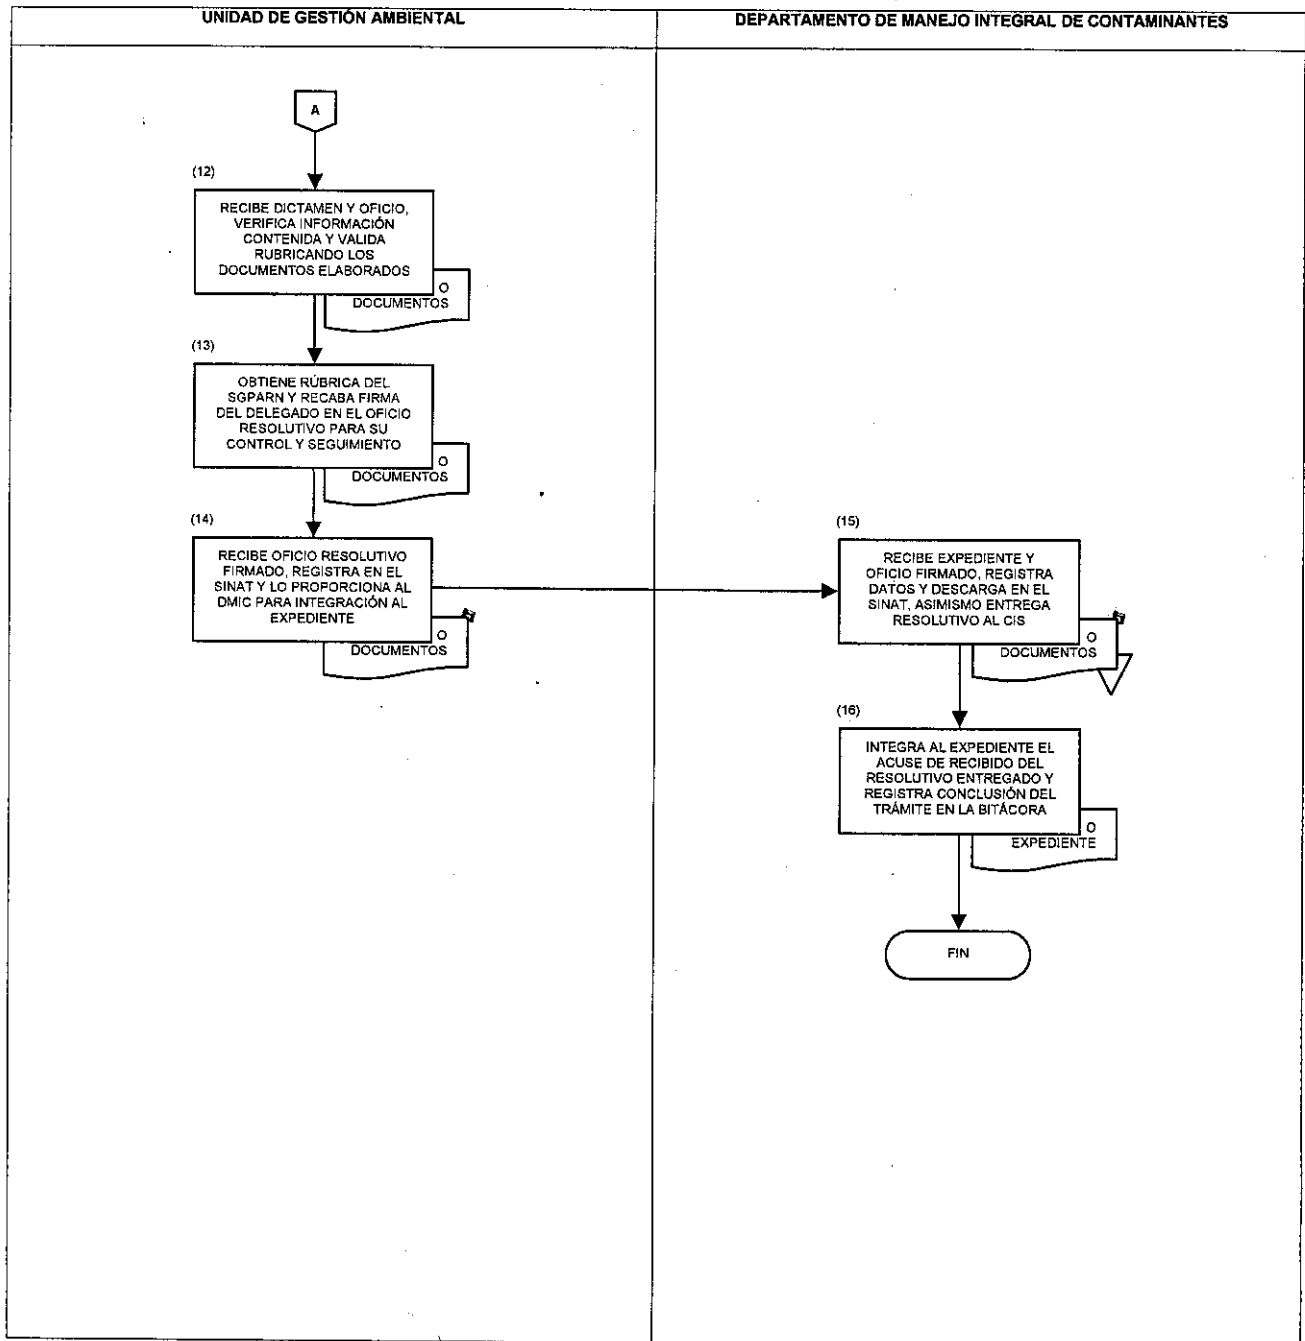 UNIDAD DE GESTIÓN AMBIENTAL
DEPARTAMENTO DE MANEJO INTEGRAL DE CONTAMINANTES
A
(12)
RECIBE DICTAMEN Y OFICIO,
VERIFICA INFORMACIÓN
CONTENIDA Y VALIDA
RUBRICANDO LOS
DOCUMENTOS ELABORADOS
O
DOCUMENTOS
(13)
OBTIENE RÚBRICA DEL
SGPARN Y RECABA FIRMA
DEL DELEGADO EN EL OFICIO
RESOLUTIVO PARA SU
CONTROL Y SEGUIMIENTO
O
DOCUMENTOS
(14)
RECIBE OFICIO RESOLUTIVO
FIRMADO, REGISTRA EN EL
SINAT Y LO PROPORCIONA AL
DMIC PARA INTEGRACIÓN AL
EXPEDIENTE
O
DOCUMENTOS
(15)
RECIBE EXPEDIENTE Y
OFICIO FIRMADO, REGISTRA
DATOS Y DESCARGA EN EL
SINAT, ASIMISMO ENTREGA
RESOLUTIVO AL CIS
O
DOCUMENTOS
(16)
INTEGRA AL EXPEDIENTE EL
ACUSE DE RECIBIDO DEL
RESOLUTIVO ENTREGADO Y
REGISTRA CONCLUSIÓN DEL
TRÁMITE EN LA BITÁCORA
O
EXPEDIENTE
FIN